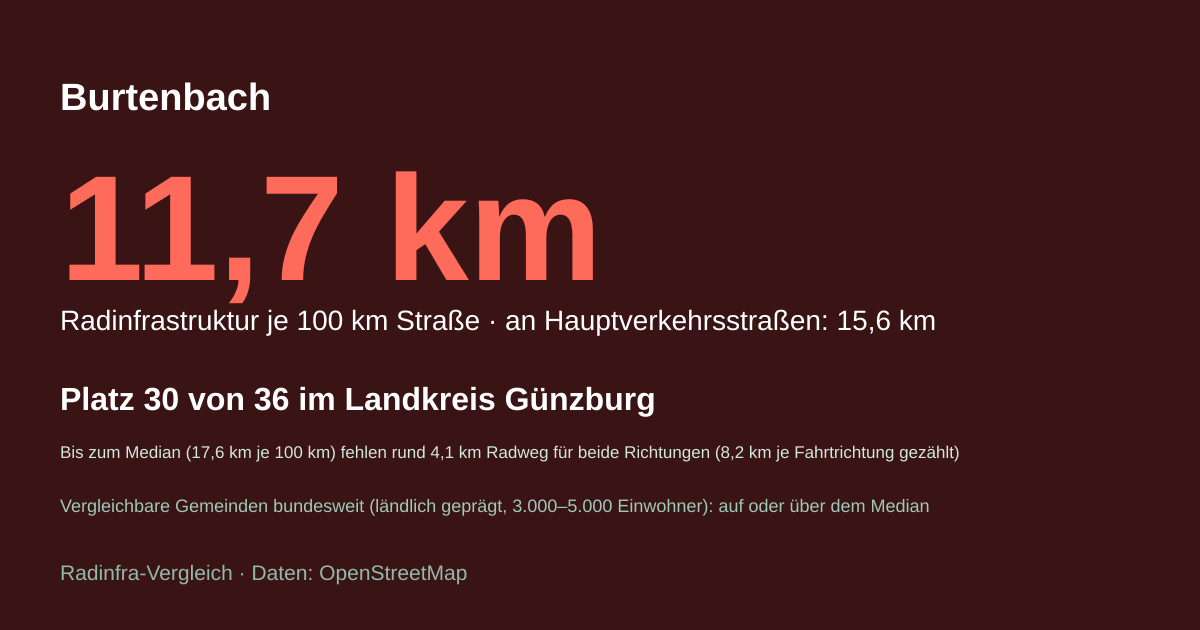 Burtenbach
11,7 km
Radinfrastruktur je 100 km Straße · an Hauptverkehrsstraßen: 15,6 km
Platz 30 von 36 im Landkreis Günzburg
Bis zum Median (17,6 km je 100 km) fehlen rund 4,1 km Radweg für beide Richtungen (8,2 km je Fahrtrichtung gezählt)
Vergleichbare Gemeinden bundesweit (ländlich geprägt, 3.000–5.000 Einwohner): auf oder über dem Median
Radinfra-Vergleich · Daten: OpenStreetMap